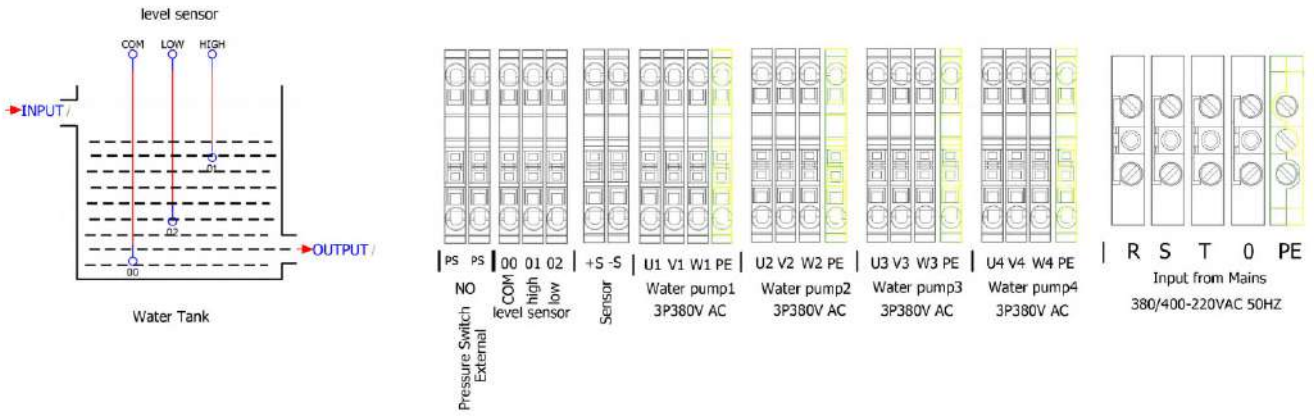 level sensor
COM LOW HIGH
INPUT/
01
02
00
OUTPUT/
Water Tank
PS PS
NO
Pressure Switch
External
00 01 02
COM
high
low
level sensor
+S -S
Sensor
U1 V1 W1 PE
Water pump1
3P380V AC
U2 V2 W2 PE
Water pump2
3P380V AC
U3 V3 W3 PE
Water pump3
3P380V AC
U4 V4 W4 PE
Water pump4
3P380V AC
R S T 0 PE
Input from Mains
380/400-220VAC 50HZ